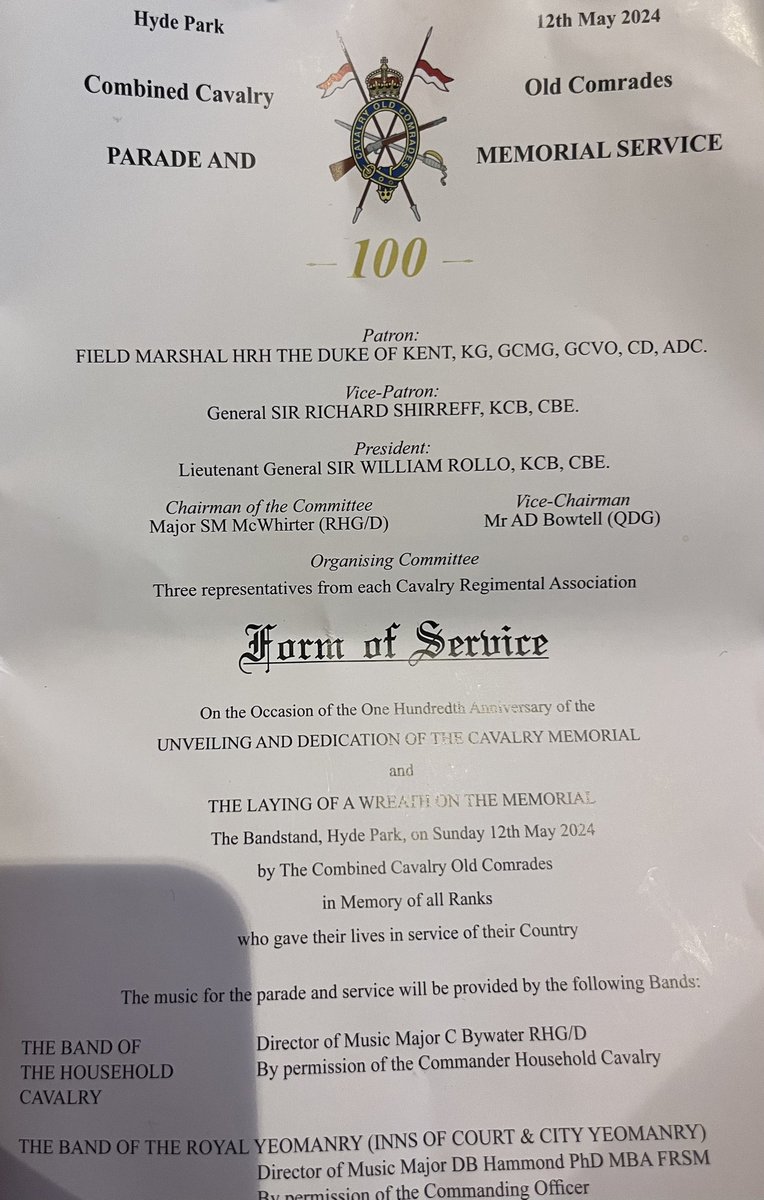 Hyde Park 12th May 2024
Combined Cavalry Old Comrades
PARADE AND MEMORIAL SERVICE
CAVALRY OLD COMRADES
- 100 -
Patron:
FIELD MARSHAL HRH THE DUKE OF KENT, KG, GCMG, GCVO, CD, ADC.
Vice-Patron:
General SIR RICHARD SHIRREFF, KCB, CBE.
President:
Lieutenant General SIR WILLIAM ROLLO, KCB, CBE.
Chairman of the Committee Vice-Chairman
Major SM McWhirter (RHG/D) Mr AD Bowtell (QDG)
Organising Committee
Three representatives from each Cavalry Regimental Association
Form of Service
On the Occasion of the One Hundredth Anniversary of the
UNVEILING AND DEDICATION OF THE CAVALRY MEMORIAL
and
THE LAYING OF A WREATH ON THE MEMORIAL
The Bandstand, Hyde Park, on Sunday 12th May 2024
by The Combined Cavalry Old Comrades
in Memory of all Ranks
who gave their lives in service of their Country
The music for the parade and service will be provided by the following Bands:
THE BAND OF Director of Music Major C Bywater RHG/D
THE HOUSEHOLD By permission of the Commander Household Cavalry
CAVALRY
THE BAND OF THE ROYAL YEOMANRY (INNS OF COURT & CITY YEOMANRY)
Director of Music Major DB Hammond PhD MBA FRSM
By permission of the Commanding Officer